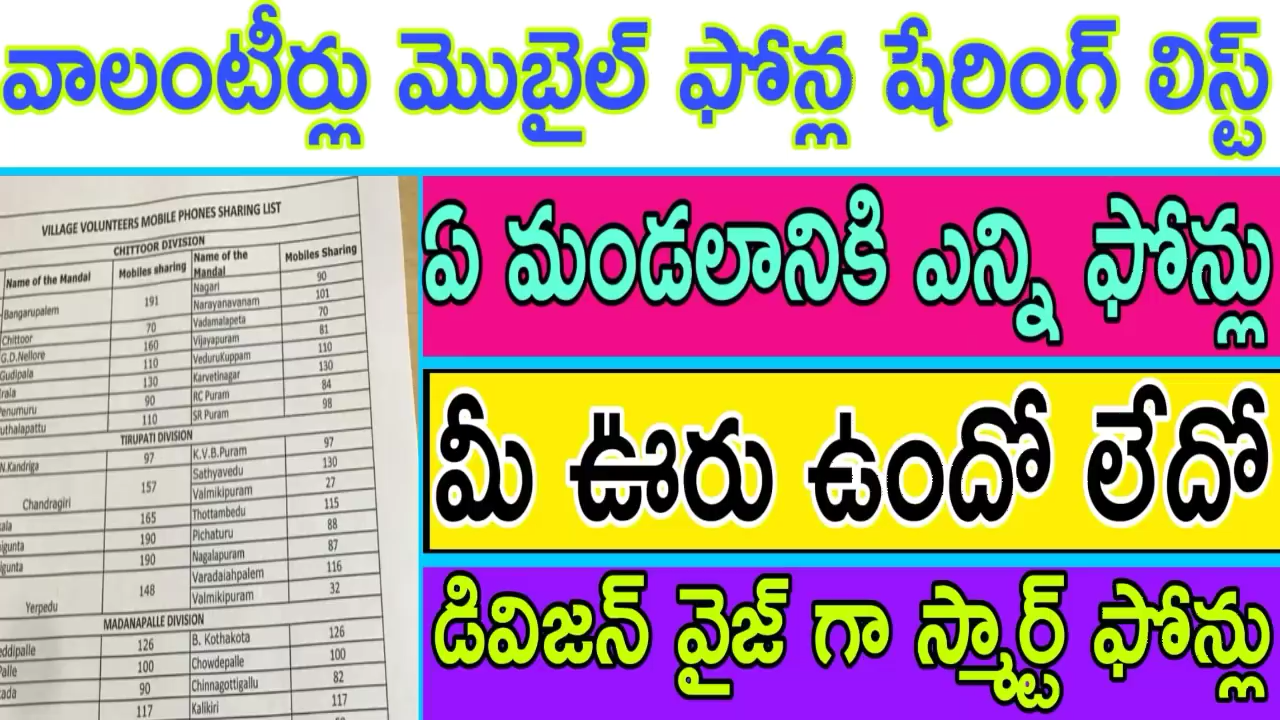 వాలంటీర్లు మొబైల్ ఫోన్ల షేరింగ్ లిస్ట్
VILLAGE VOLUNTEERS MOBILE PHONES SHARING LIST
CHITTOOR DIVISION
Name of the Mandal Mobiles sharing Name of the Mandal Mobiles Sharing
Bangarupalem 191 Nagari 90
Narayanavanam 101
Chittoor 70 Vadamalapeta 70
G.D.Nellore 160 Vijayapuram 81
Gudipala 110 VeduruKuppam 110
130 Karvetinagar 130
90 RC Puram 84
110 SR Puram 98
TIRUPATI DIVISION
N.Kandriga 97 K.V.B.Puram 97
Chandragiri 157 Sathyavedu 130
Valmikipuram 27
165 Thottambedu 115
190 Pichaturu 88
190 Nagalapuram 87
Yerpedu 148 Varadaiahpalem 116
Valmikipuram 32
MADANAPALLE DIVISION
126 B. Kothakota 126
100 Chowdepalle 100
90 Chinnagottigallu 82
117 Kalikiri 117
ఏ మండలానికి ఎన్ని ఫోన్లు
మీ ఊరు ఉందో లేదో
డివిజన్ వైజ్ గా స్మార్ట్ ఫోన్లు